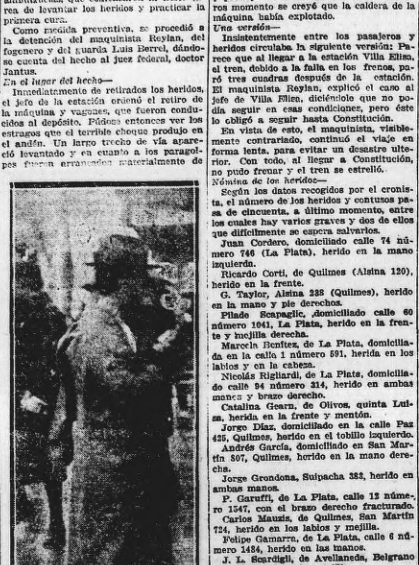 rea de levantar los heridos y practicar la
primera cura.
Como medida preventiva, se procedió a
la detención del maquinista Reylan, del
foguero y del guarda Luis Berrel, dándo-
se cuenta del hecho al juez federal, doctor
Jantus.
En el lugar del hecho—
Inmediatamente de retirados los heridos,
el jefe de la estación ordenó el retiro de
la máquina y vagones, que fueron condu-
cidos al depósito. Púdose entonces ver los
estragos que el terrible choque produjo en
el andén. Un largo trecho de vía apare-
ció levantado y en cuanto a los paragol-
pes fueron arrancados materialmente de
ros momento se creyó que la caldera de la
máquina había explotado.
Una versión—
Insistentemente entre los pasajeros y
heridos circulaba la siguiente versión: Pa-
rece que al llegar a la estación Villa Elisa,
el tren, debido a la falla en los frenos, pa-
ró tres cuadras después de la estación.
El maquinista Reylan, explicó el caso al
jefe de Villa Elisa, diciéndole que no po-
día seguir en esas condiciones, pero éste
lo obligó a seguir hasta Constitución.
En vista de esto, el maquinista, visible-
mente contrariado, continuó el viaje en
forma lenta, para evitar un desastre ulte-
rior. Con todo, al llegar a Constitución,
no pudo frenar y el tren se estrelló.
Nómina de los heridos—
Según los datos recogidos por el cronis-
ta, el número de los heridos y contusos pa-
sa de cincuenta, a último momento, entre
los cuales hay varios graves y dos de ellos
que difícilmente se espera salvarlos.
Juan Cordero, domiciliado calle 74 nú-
mero 746 (La Plata), herido en la mano
izquierda.
Ricardo Corti, de Quilmes (Alsina 120),
herido en la frente.
G. Taylor, Alsina 238 (Quilmes), herido
en la mano y pie derechos.
Pilade Scapaglic, domiciliado calle 60
número 1041, La Plata, herido en la fren-
te y mejilla derecha.
Marcela Benítez, de La Plata, domicilia-
da en la calla 1 número 591, herida en los
labios y en la cabeza.
Nicolás Rigliardi, de La Plata, domicilia-
do calle 94 número 314, herido en ambas
manos y brazo derecho.
Catalina Gearn, de Olivos, quinta Lui-
sa, herida en la frente y mentón.
Jorge Díaz, domiciliado en la calle Paz
425, Quilmes, herido en el tobillo izquierdo.
Andrés García, domiciliado en San Mar-
tín 807, Quilmes, herido en la mano dere-
cha.
Jorge Grondona, Suipacha 383, herido en
ambas manos.
P. Garuffi, de La Plata, calle 12 núme-
ro 1547, con el brazo derecho fracturado.
Carlos Mauzis, de Quilmes, San Martín
724, herido en los labios y mejilla.
Felipe Gamarra, de La Plata, calle 6 nú-
mero 1484, herido en las manos.
J. L. Scardigli, de Avellaneda, Belgrano